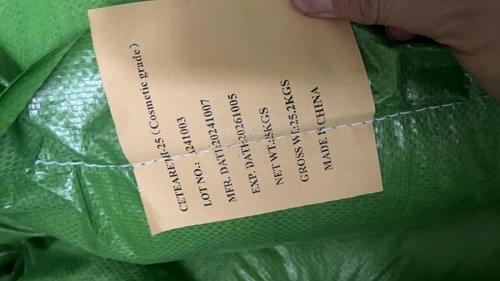 CETEARETH-25 (Cosmetic grade)
LOT NO.: 241003
MFR. DATE:20241007
EXP. DATE:20261005
NET WT.:25KGS
GROSS WT.:25.2KGS
MADE IN CHINA